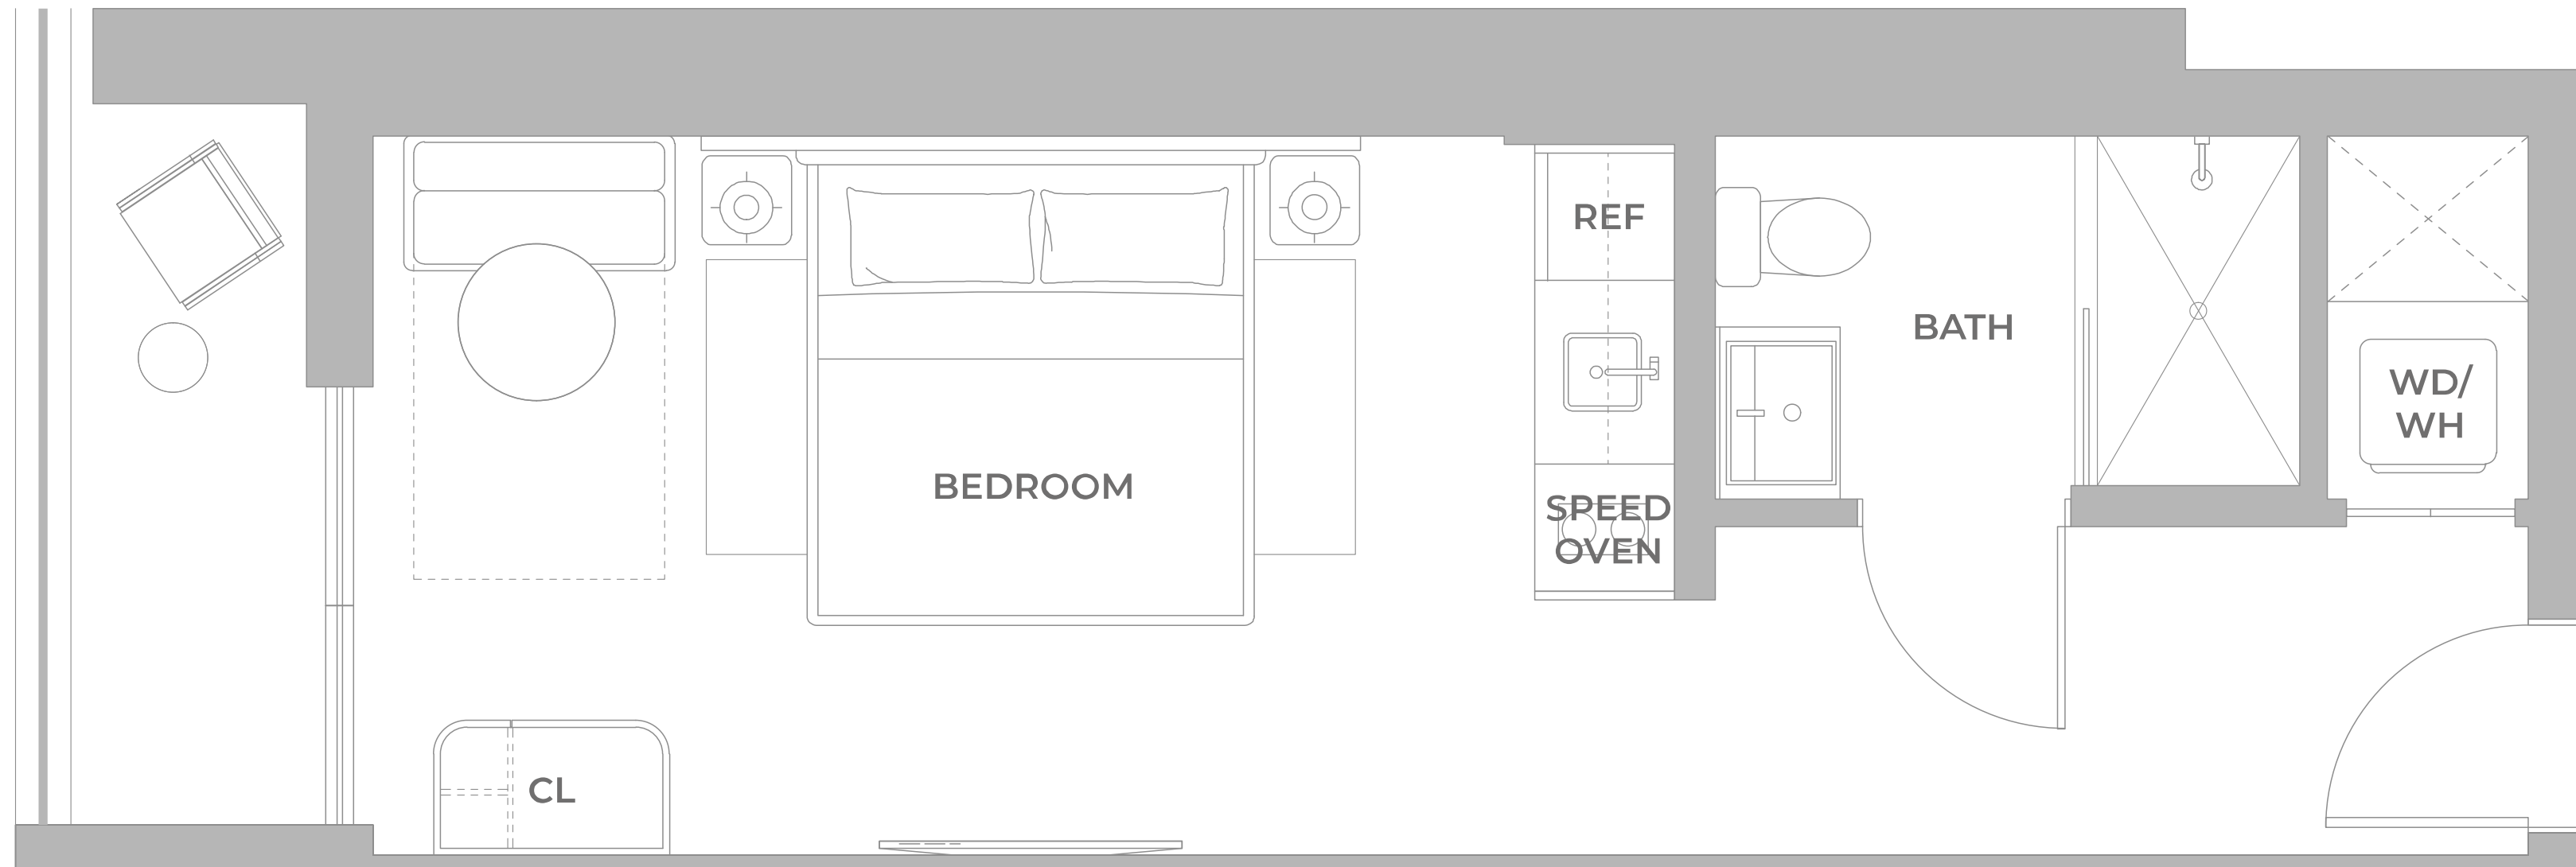 REF
BATH
WD/
WH
BEDROOM
SPEED
OVEN
CL